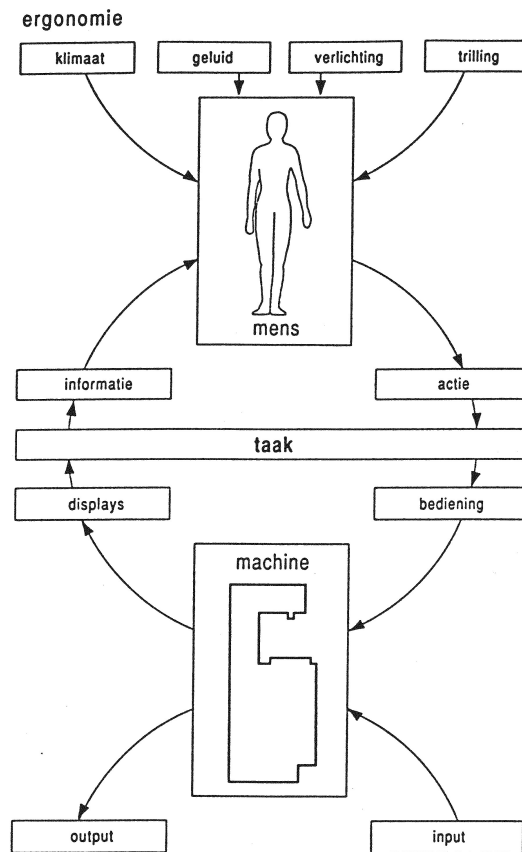 ergonomie
klimaat
geluid
verlichting
trilling
mens
informatie
actie
taak
displays
bediening
machine
output
input